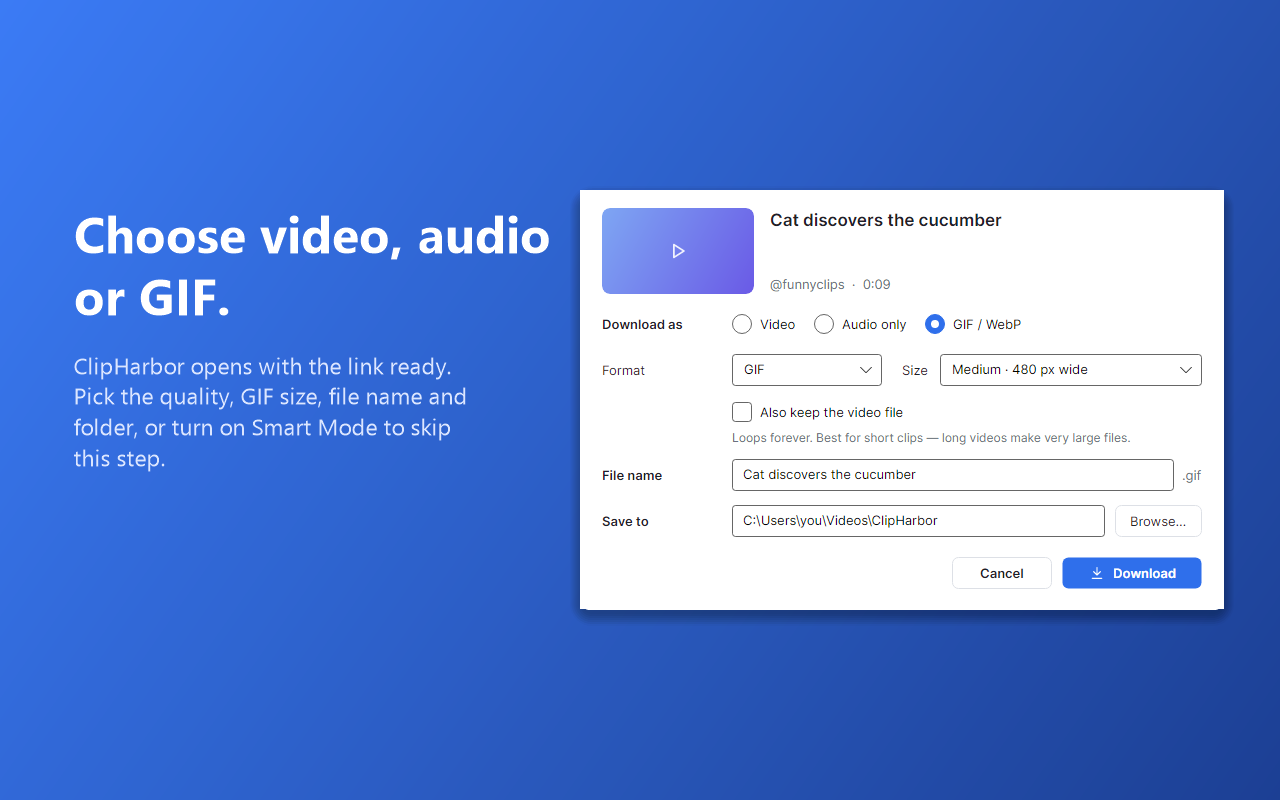 Choose video, audio
or GIF.
ClipHarbor opens with the link ready.
Pick the quality, GIF size, file name and
folder, or turn on Smart Mode to skip
this step.
Cat discovers the cucumber
@funnyclips · 0:09
Download as Video Audio only GIF / WebP
Format GIF Size Medium · 480 px wide
Also keep the video file
Loops forever. Best for short clips — long videos make very large files.
File name Cat discovers the cucumber .gif
Save to C:\Users\you\Videos\ClipHarbor Browse...
Cancel Download